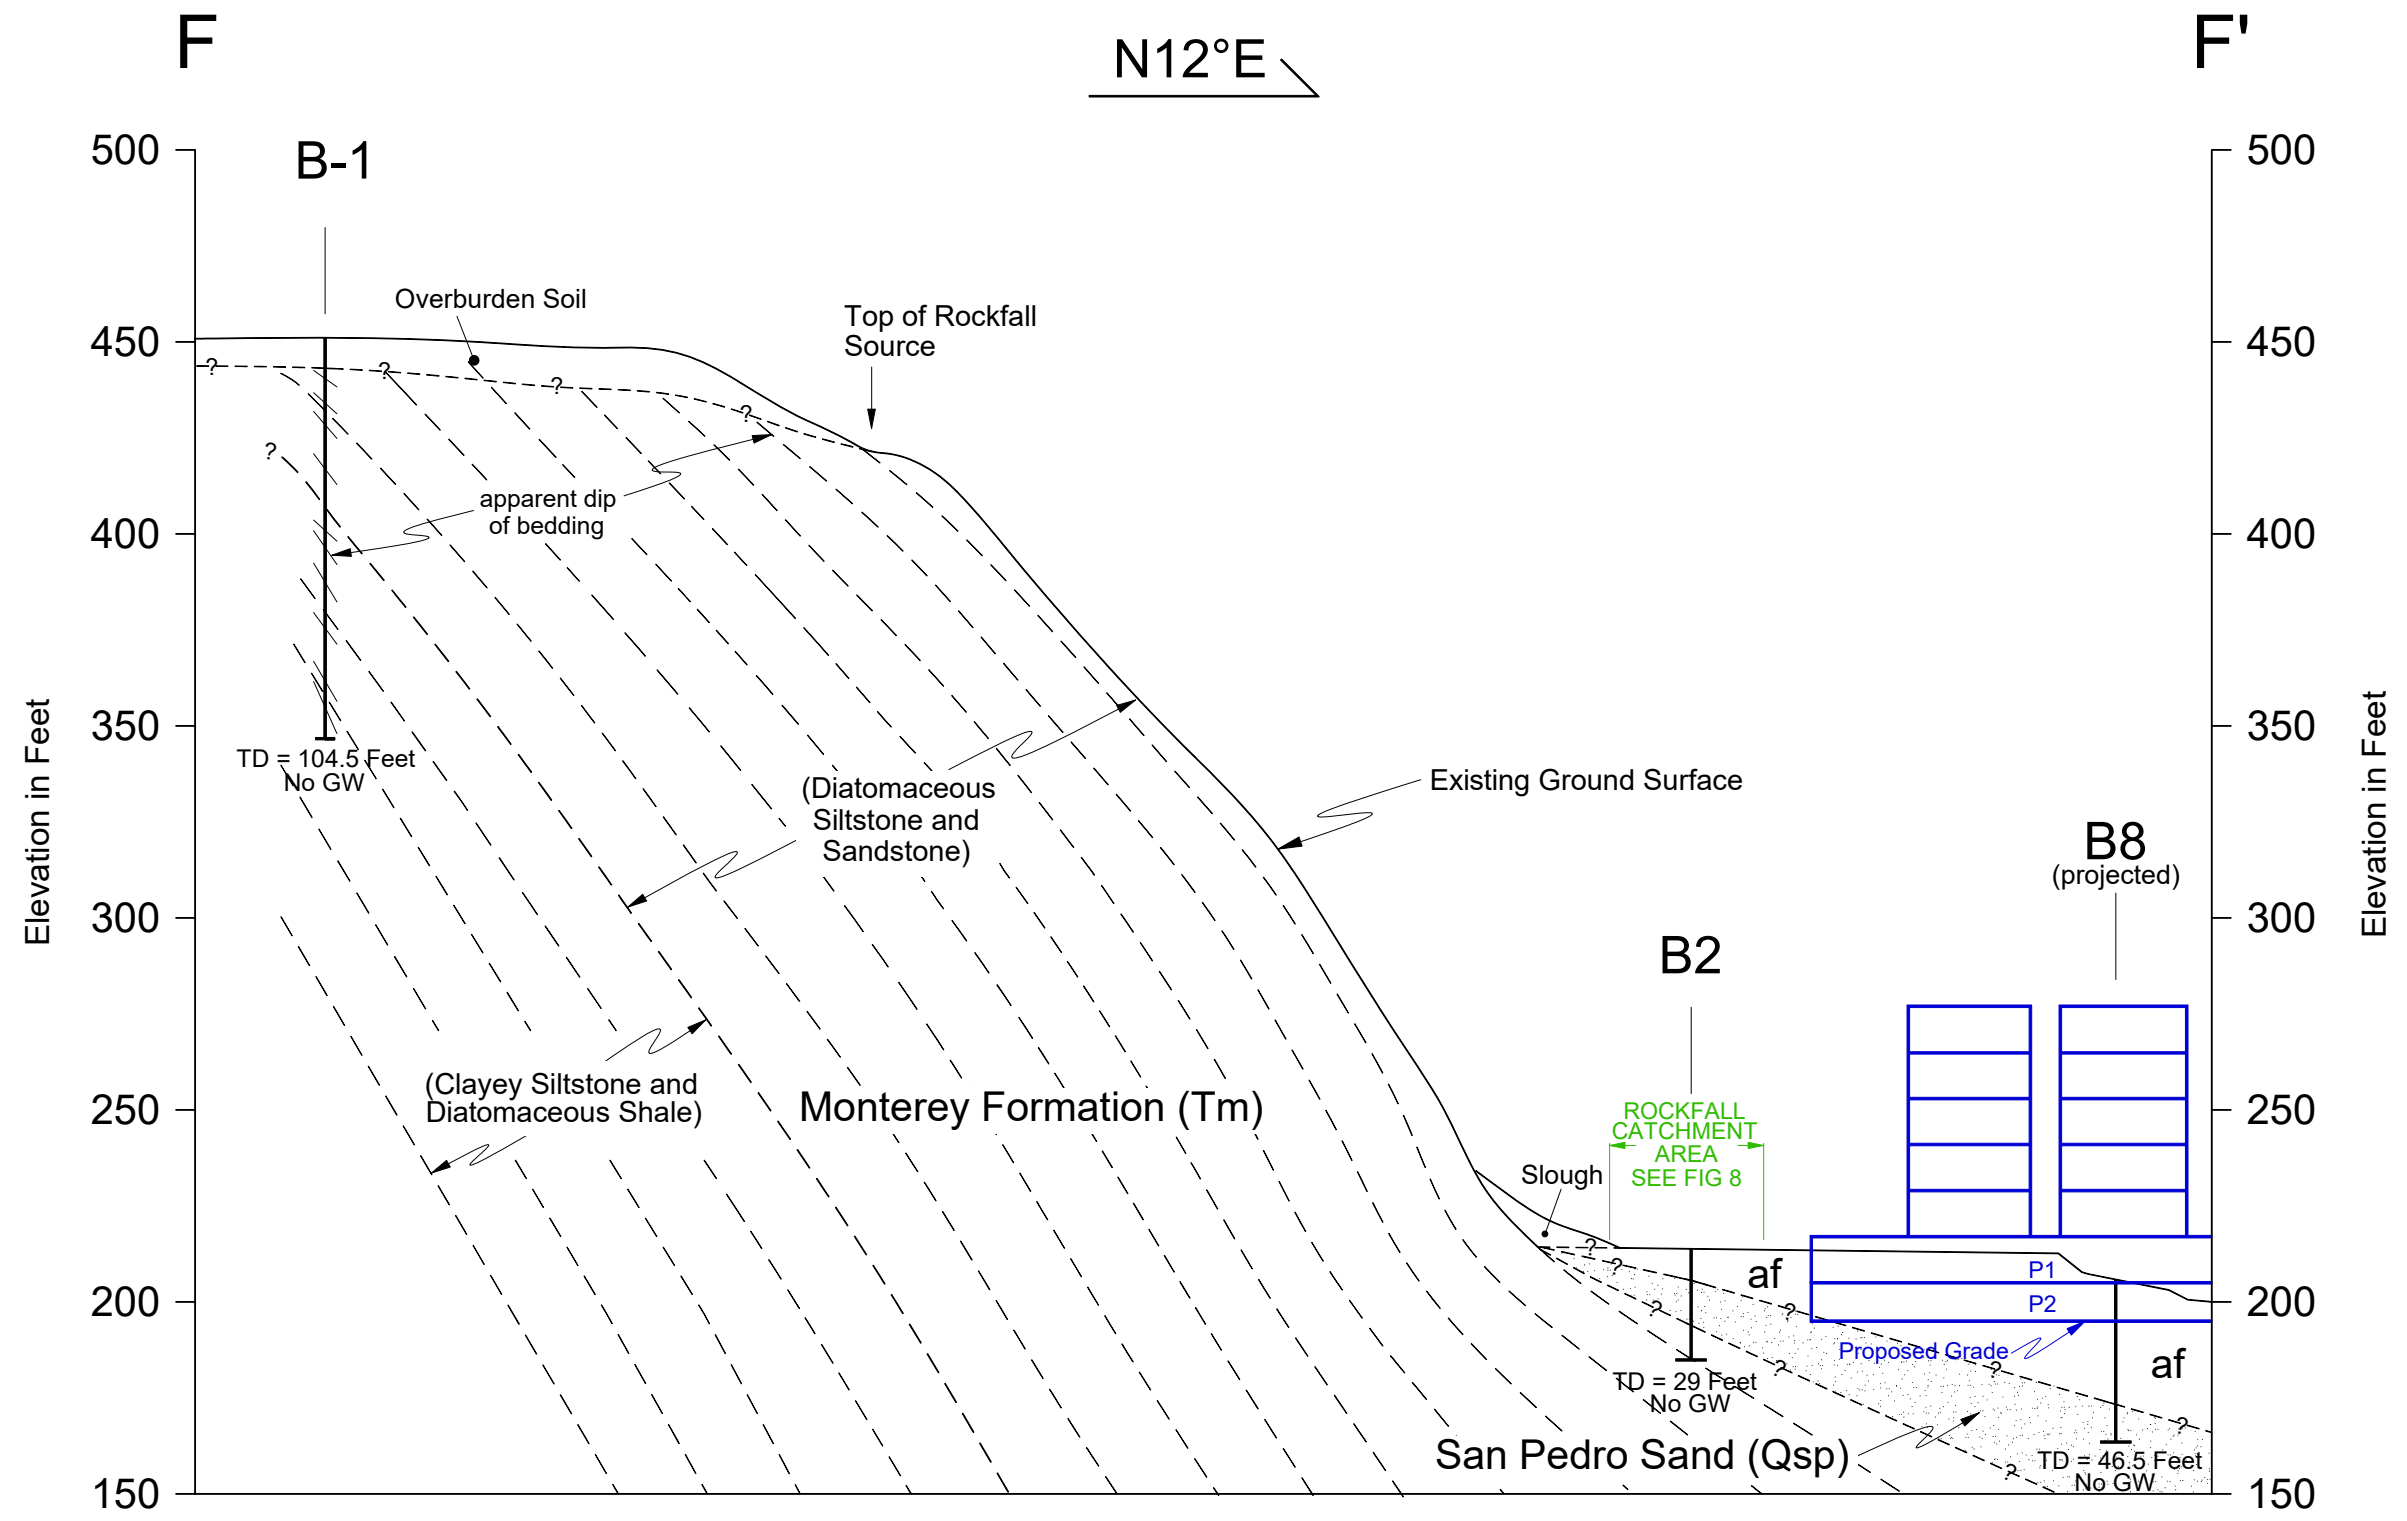 F
N12°E
F'
500
B-1
500
Overburden Soil
Top of Rockfall
Source
450
450
?
?
?
?
?
apparent dip
of bedding
400
400
Elevation in Feet
350
350
Elevation in Feet
TD = 104.5 Feet
No GW
(Diatomaceous
Siltstone and
Sandstone)
Existing Ground Surface
B8
(projected)
300
300
B2
(Clayey Siltstone and
Diatomaceous Shale)
Monterey Formation (Tm)
250
ROCKFALL
CATCHMENT
AREA
SEE FIG 8
250
Slough
?
?
af
P1
200
?
?
P2
200
Proposed Grade
?
?
af
TD = 29 Feet
No GW
?
San Pedro Sand (Qsp)
TD = 46.5 Feet
No GW
?
150
150